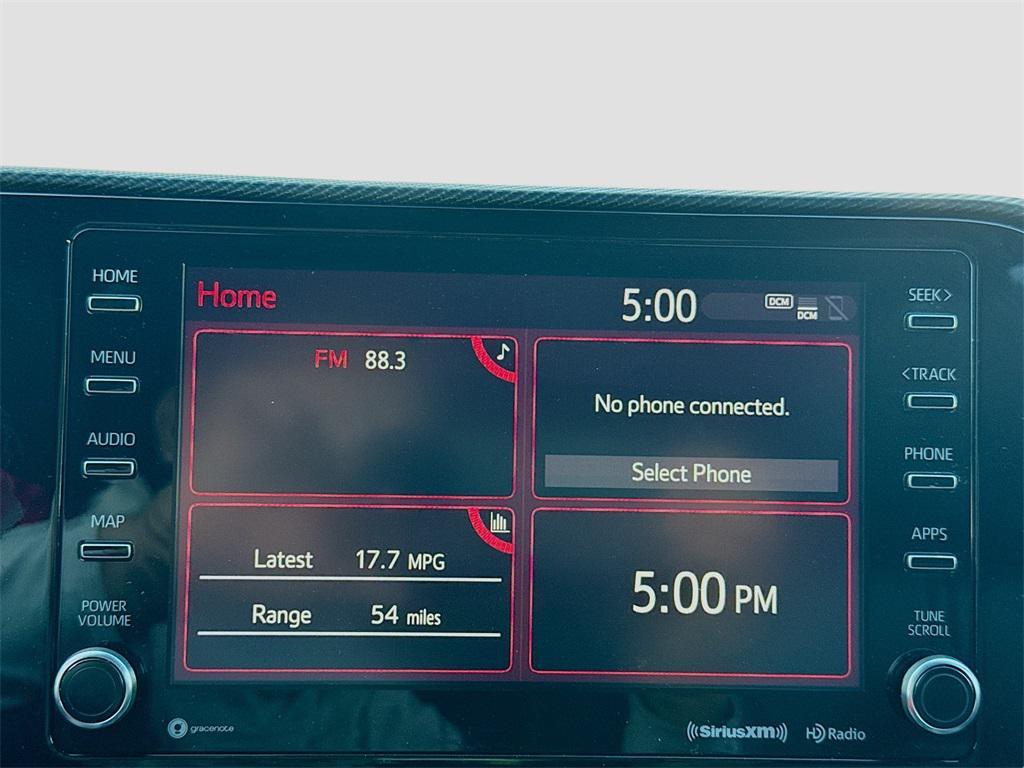 HOME
MENU
AUDIO
MAP
POWER
VOLUME
Home
5:00
DCM
DCM
FM 88.3
No phone connected.
Select Phone
Latest 17.7 MPG
Range 54 miles
5:00 PM
SEEK>
<TRACK
PHONE
APPS
TUNE
SCROLL
gracenote
SiriusXM
HD Radio